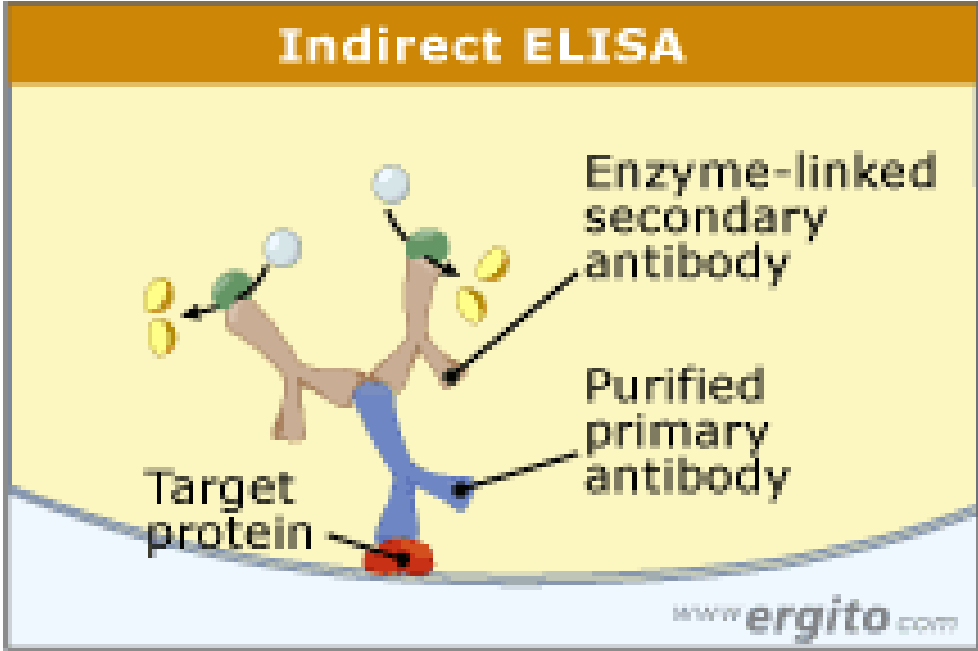 Indirect ELISA
Enzyme-linked
secondary
antibody
Purified
primary
antibody
Target
protein
www.ergito.com